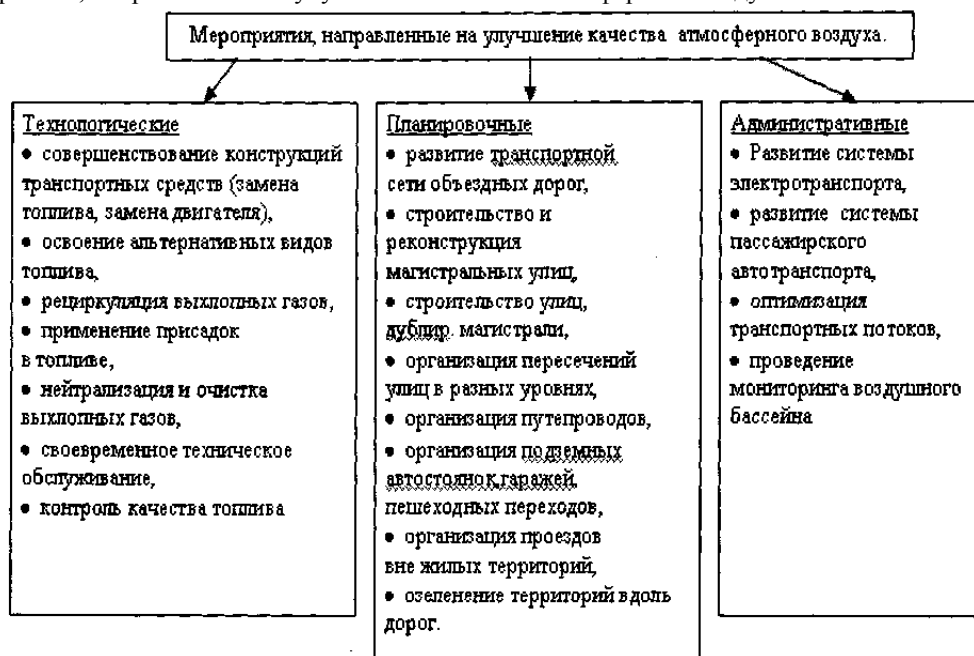 Мероприятия, направленные на улучшение качества атмосферного воздуха.
Технологические
• совершенствование конструкций
транспортных средств (замена
топлива, замена двигателя),
• освоение альтернативных видов
топлива,
• рециркуляция выхлопных газов,
• применение присадок
в топливе,
• нейтрализация и очистка
выхлопных газов,
• своевременное техническое
обслуживание,
• контроль качества топлива
Планировочные
• развитие транспортной
сети объездных дорог,
• строительство и
реконструкция
магистральных улиц,
• строительство улиц,
дублир. магистрали,
• организация пересечений
улиц в разных уровнях,
• организация путепроводов,
• организация подземных
автостоянок,гаражей,
пешеходных переходов,
• организация проездов
вне жилых территорий,
• озеленение территорий вдоль
дорог.
Административные
• Развитие системы
электротранспорта,
• развитие системы
пассажирского
автотранспорта,
• оптимизация
транспортных потоков,
• проведение
мониторинга воздушного
бассейна